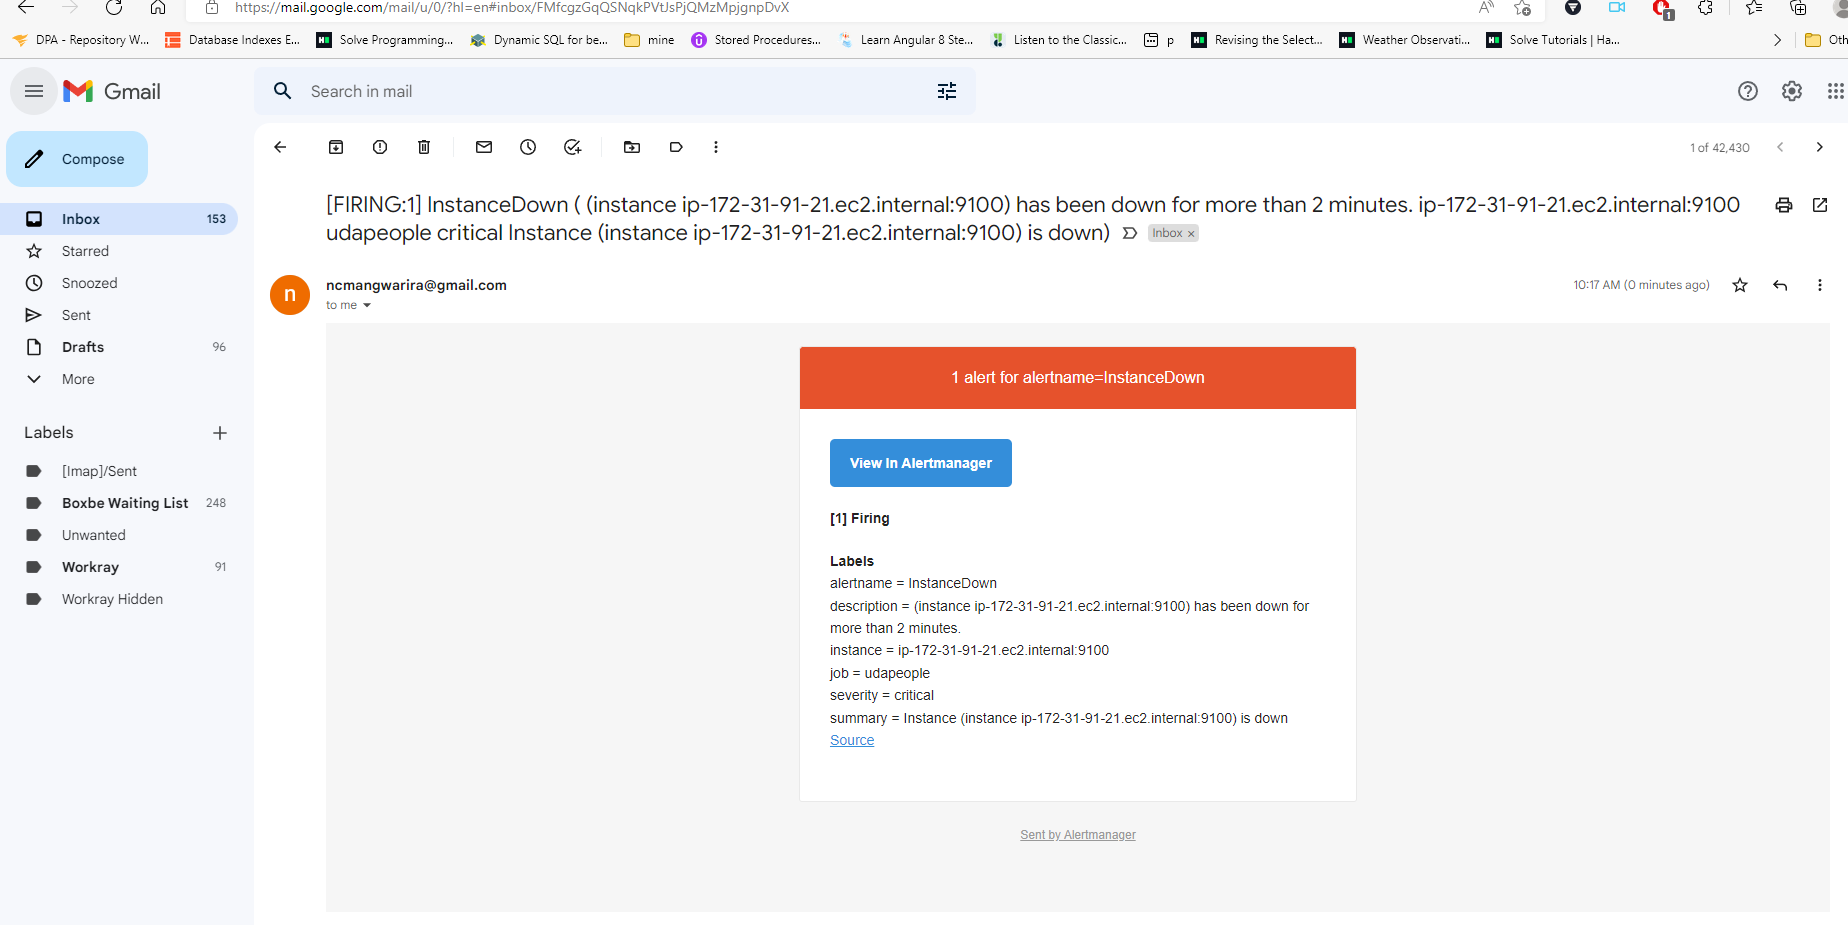 https://mail.google.com/mail/u/0/?hl=en#inbox/FMfcgzGqQSNqkPVtJsPjQMzMpjgnpDvX
1
DPA - Repository W... Database Indexes E... Solve Programming... Dynamic SQL for be... mine Stored Procedures... Learn Angular 8 Ste... Listen to the Classic... p Revising the Select... Weather Observati... Solve Tutorials | Ha... Oth
Gmail
Search in mail
Compose
1 of 42,430
Inbox 153
Starred
Snoozed
Sent
Drafts 96
More
Labels
[Imap]/Sent
Boxbe Waiting List 248
Unwanted
Workray 91
Workray Hidden
[FIRING:1] InstanceDown ( (instance ip-172-31-91-21.ec2.internal:9100) has been down for more than 2 minutes. ip-172-31-91-21.ec2.internal:9100
udapeople critical Instance (instance ip-172-31-91-21.ec2.internal:9100) is down) Inbox x
n
ncmangwarira@gmail.com
10:17 AM (0 minutes ago)
to me
1 alert for alertname=InstanceDown
View In Alertmanager
[1] Firing
Labels
alertname = InstanceDown
description = (instance ip-172-31-91-21.ec2.internal:9100) has been down for
more than 2 minutes.
instance = ip-172-31-91-21.ec2.internal:9100
job = udapeople
severity = critical
summary = Instance (instance ip-172-31-91-21.ec2.internal:9100) is down
Source
Sent by Alertmanager